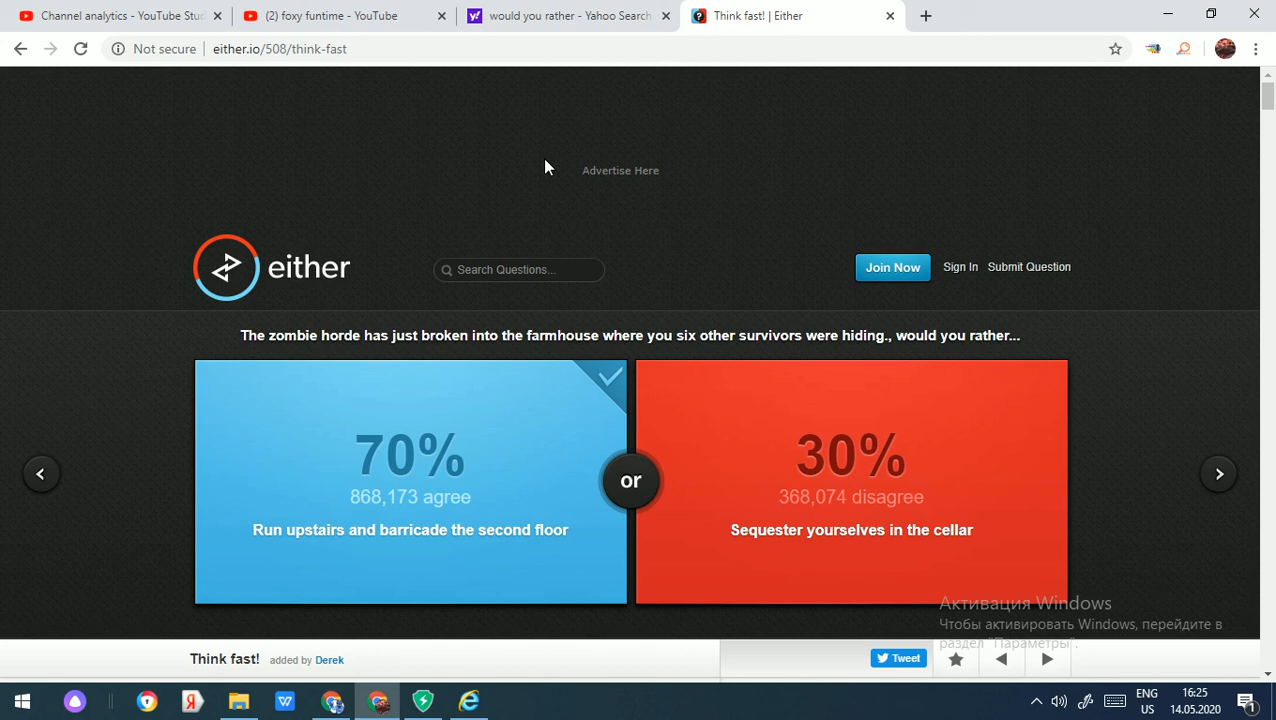 Channel analytics - YouTube Stu
(2) foxy funtime - YouTube
would you rather - Yahoo Search
Think fast! | Either
Not secure
either.io/508/think-fast
Advertise Here
either
Search Questions...
Join Now
Sign In
Submit Question
The zombie horde has just broken into the farmhouse where you six other survivors were hiding., would you rather...
70%
868,173 agree
Run upstairs and barricade the second floor
or
30%
368,074 disagree
Sequester yourselves in the cellar
Активация Windows
Чтобы активировать Windows, перейдите в
раздел "Параметры".
Think fast! added by Derek
Tweet
ENG
US
16:25
14.05.2020
1